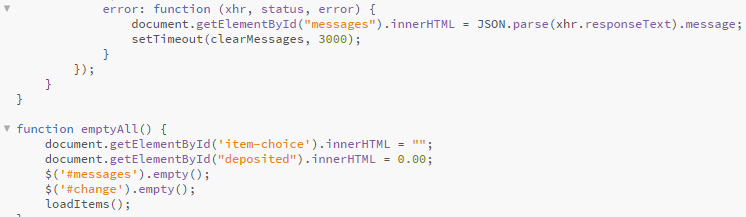 error: function (xhr, status, error) {
document.getElementById("messages").innerHTML = JSON.parse(xhr.responseText).message;
setTimeout(clearMessages, 3000);
}
});
}
}
function emptyAll() {
document.getElementById('item-choice').innerHTML = "";
document.getElementById("deposited").innerHTML = 0.00;
$('#messages').empty();
$('#change').empty();
loadItems();